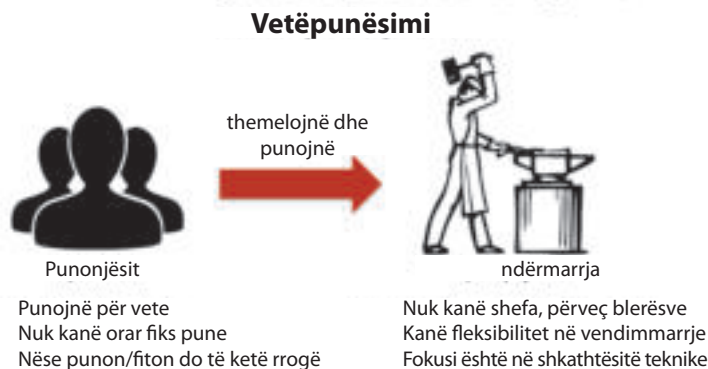 Vetëpunësimi
themelojnë dhe
punojnë
Punonjësit
ndërmarrja
Punojnë për vete
Nuk kanë orar fiks pune
Nëse punon/fiton do të ketë rrogë
Nuk kanë shefa, përveç blerësve
Kanë fleksibilitet në vendimmarrje
Fokusi është në shkathtësitë teknike